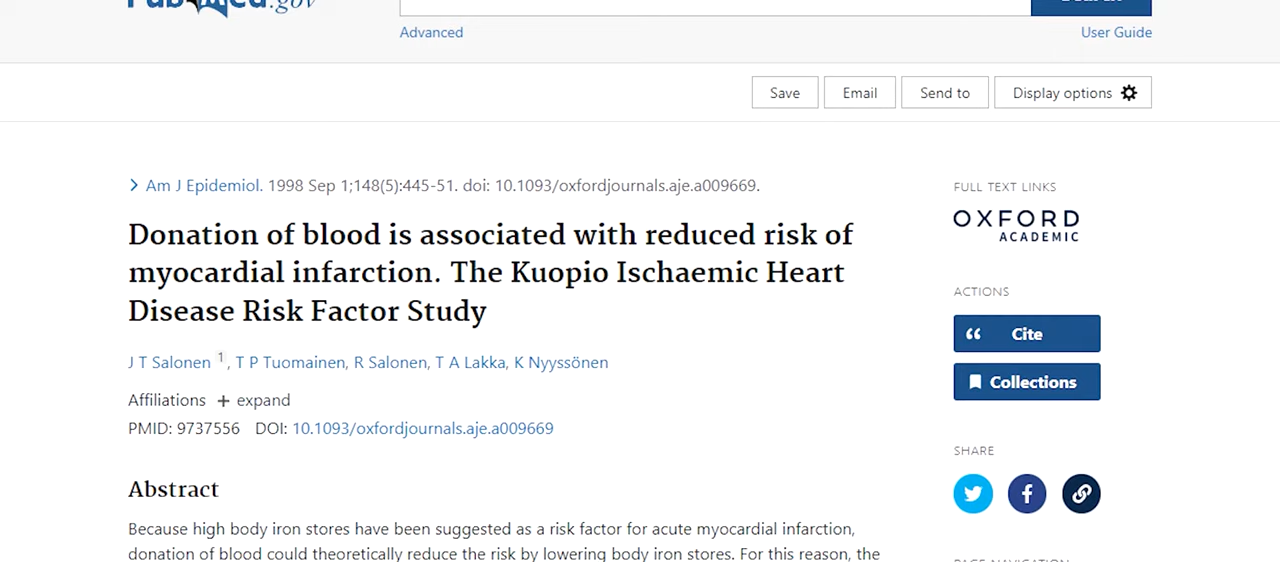 PubMed.gov
Advanced
User Guide
Save
Email
Send to
Display options
Am J Epidemiol. 1998 Sep 1;148(5):445-51. doi: 10.1093/oxfordjournals.aje.a009669.
Donation of blood is associated with reduced risk of
myocardial infarction. The Kuopio Ischaemic Heart
Disease Risk Factor Study
J T Salonen 1, T P Tuomainen, R Salonen, T A Lakka, K Nyyssönen
Affiliations + expand
PMID: 9737556 DOI: 10.1093/oxfordjournals.aje.a009669
Abstract
Because high body iron stores have been suggested as a risk factor for acute myocardial infarction,
donation of blood could theoretically reduce the risk by lowering body iron stores. For this reason, the
FULL TEXT LINKS
OXFORD
ACADEMIC
ACTIONS
Cite
Collections
SHARE
PAGE NAVIGATION